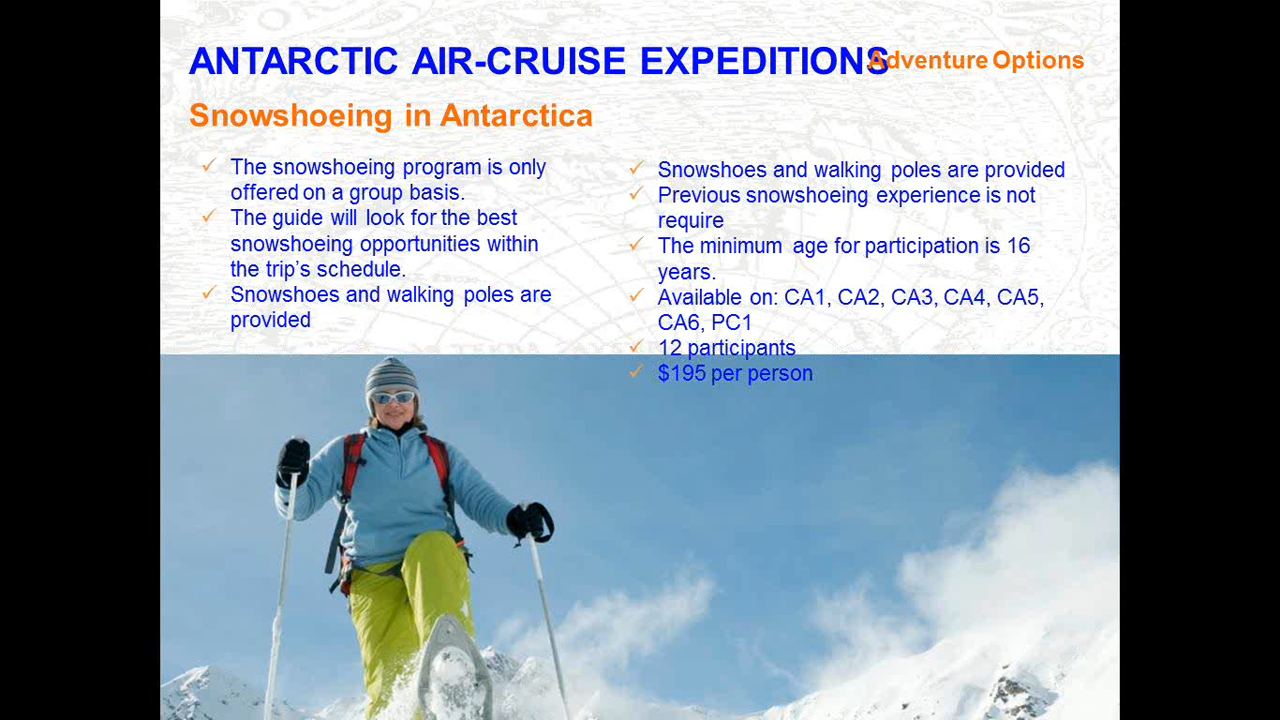 ANTARCTIC AIR-CRUISE EXPEDITIONS
Adventure Options
Snowshoeing in Antarctica
The snowshoeing program is only
offered on a group basis.
The guide will look for the best
snowshoeing opportunities within
the trip's schedule.
Snowshoes and walking poles are
provided
Snowshoes and walking poles are provided
Previous snowshoeing experience is not
require
The minimum age for participation is 16
years.
Available on: CA1, CA2, CA3, CA4, CA5,
CA6, PC1
12 participants
$195 per person